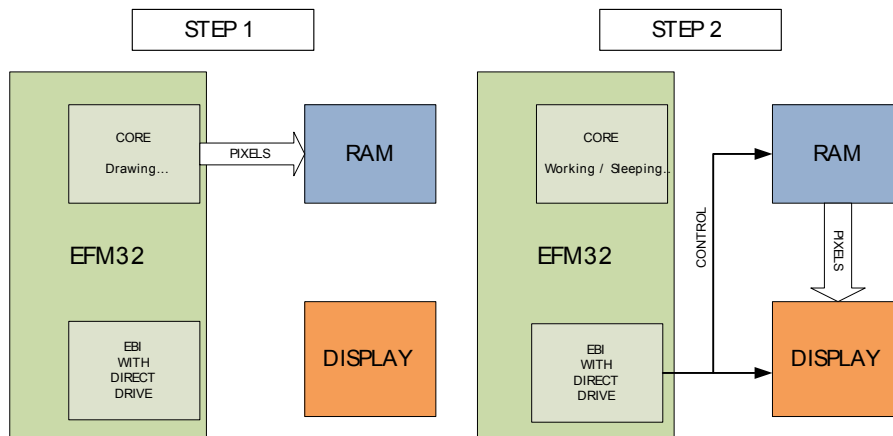 STEP 1
CORE
Drawing...
PIXELS
RAM
EFM32
EBI
WITH
DIRECT
DRIVE
DISPLAY
STEP 2
CORE
Working / Sleeping..
RAM
CONTROL
PIXELS
EFM32
EBI
WITH
DIRECT
DRIVE
DISPLAY